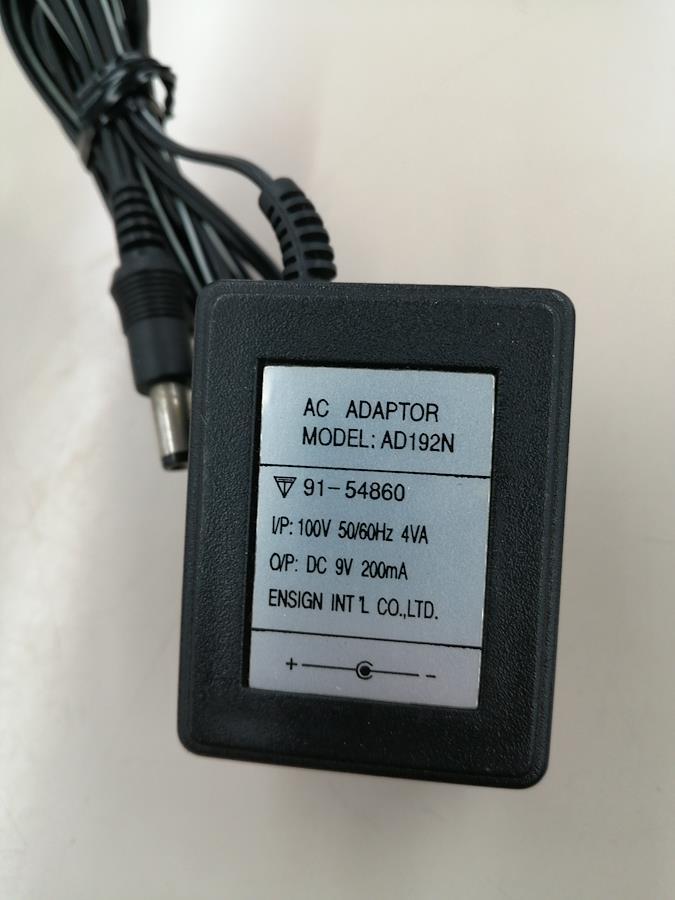 AC ADAPTOR
MODEL: AD192N
91-54860
I/P: 100V 50/60Hz 4VA
O/P: DC 9V 200mA
ENSIGN INT'L CO.,LTD.
+ -